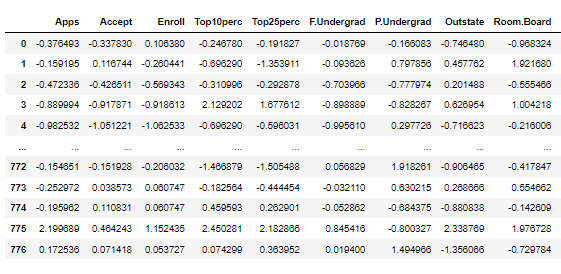 Apps Accept Enroll Top10perc Top25perc F.Undergrad P.Undergrad Outstate Room.Board
0 -0.376493 -0.337830 0.106380 -0.246780 -0.191827 -0.018769 -0.166083 -0.746480 -0.968324
1 -0.159195 0.116744 -0.260441 -0.696290 -1.353911 -0.093626 0.797856 0.457762 1.921680
2 -0.472336 -0.426511 -0.569343 -0.310996 -0.292878 -0.703966 -0.777974 0.201488 -0.555466
3 -0.889994 -0.917871 -0.918613 2.129202 1.677612 -0.898889 -0.828267 0.626954 1.004218
4 -0.982532 -1.051221 -1.062533 -0.696290 -0.596031 -0.995610 0.297726 -0.716623 -0.216006
... ... ... ... ... ... ... ... ... ...
772 -0.154651 -0.151928 -0.206032 -1.466879 -1.505488 0.056829 1.918261 -0.906465 -0.417847
773 -0.252972 0.038573 0.060747 -0.182564 -0.444454 -0.032110 0.630215 0.268666 0.554662
774 -0.195962 0.110831 0.060747 0.459593 0.262901 -0.052862 -0.684375 -0.880838 -0.142609
775 2.199689 0.464243 1.152435 2.450281 2.182866 0.845416 -0.800327 2.338769 1.976728
776 0.172536 0.071418 0.053727 0.074299 0.363952 0.019400 1.494966 -1.356066 -0.729784